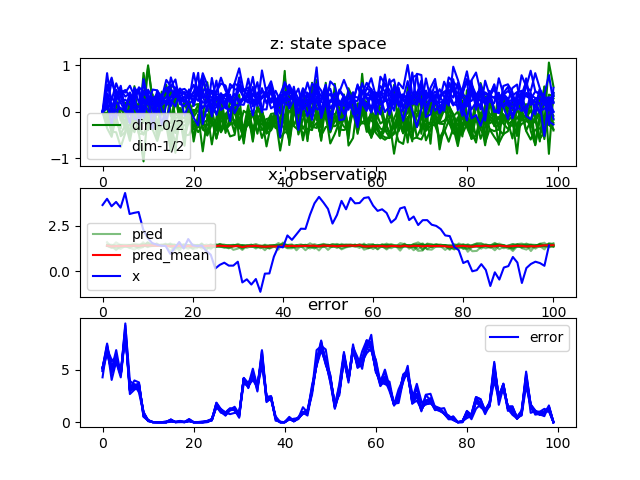 z: state space
1
0
−1
dim-0/2
dim-1/2
0 20 40 60 80 100
x: observation
2.5
0.0
pred
pred_mean
x
0 20 40 60 80 100
error
5
0
error
0 20 40 60 80 100